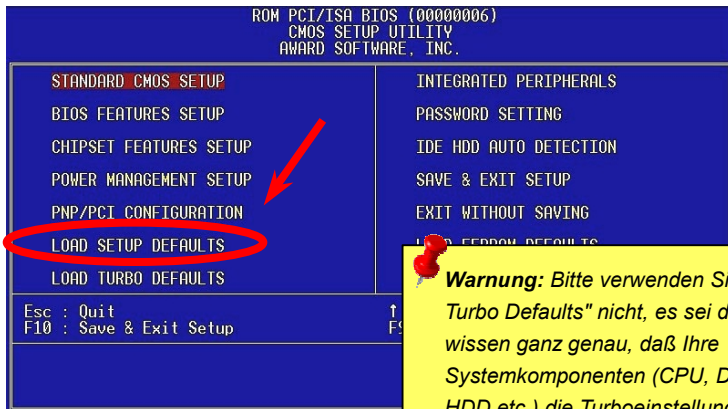 ROM PCI/ISA BIOS (00000006)
CMOS SETUP UTILITY
AWARD SOFTWARE, INC.
STANDARD CMOS SETUP
BIOS FEATURES SETUP
CHIPSET FEATURES SETUP
POWER MANAGEMENT SETUP
PNP/PCI CONFIGURATION
LOAD SETUP DEFAULTS
LOAD TURBO DEFAULTS
INTEGRATED PERIPHERALS
PASSWORD SETTING
IDE HDD AUTO DETECTION
SAVE & EXIT SETUP
EXIT WITHOUT SAVING
Esc : Quit
F10 : Save & Exit Setup
↑
Warnung: Bitte verwenden
Turbo Defaults" nicht, es sei
wissen ganz genau, daß Ihre
Systemkomponenten (CPU,
HDD etc.) die